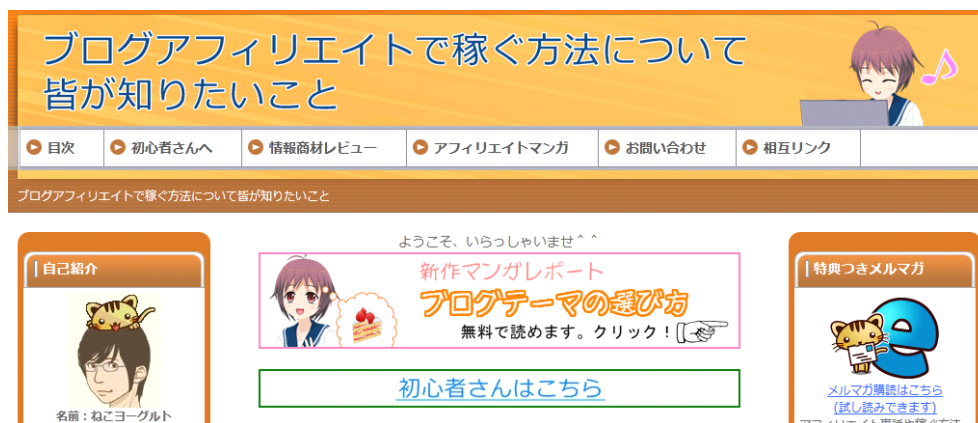 ブログアフィリエイトで稼ぐ方法について
皆が知りたいこと
目次
初心者さんへ
情報商材レビュー
アフィリエイトマンガ
お問い合わせ
相互リンク
ブログアフィリエイトで稼ぐ方法について皆が知りたいこと
自己紹介
名前：ねこヨーグルト
ようこそ、いらっしゃいませ＾＾
新作マンガレポート
ブログテーマの選び方
無料で読めます。クリック！
初心者さんはこちら
特典つきメルマガ
メルマガ購読はこちら
(試し読みできます)